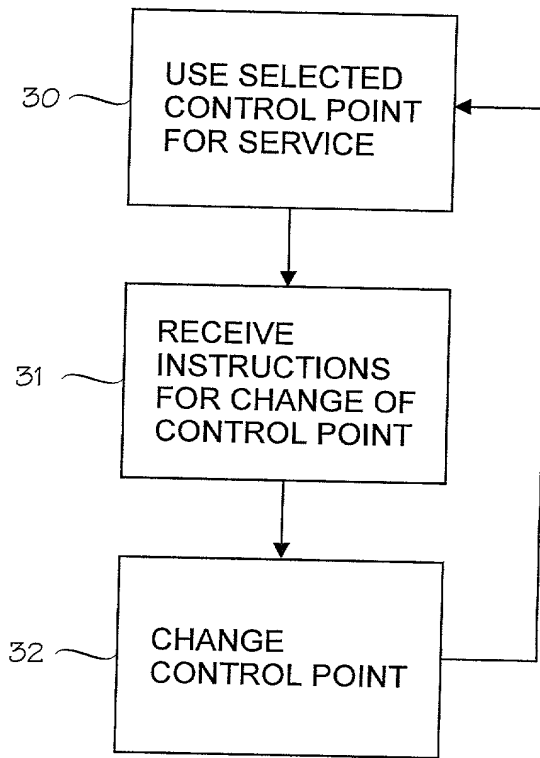 30
USE SELECTED
CONTROL POINT
FOR SERVICE
31
RECEIVE
INSTRUCTIONS
FOR CHANGE OF
CONTROL POINT
32
CHANGE
CONTROL POINT